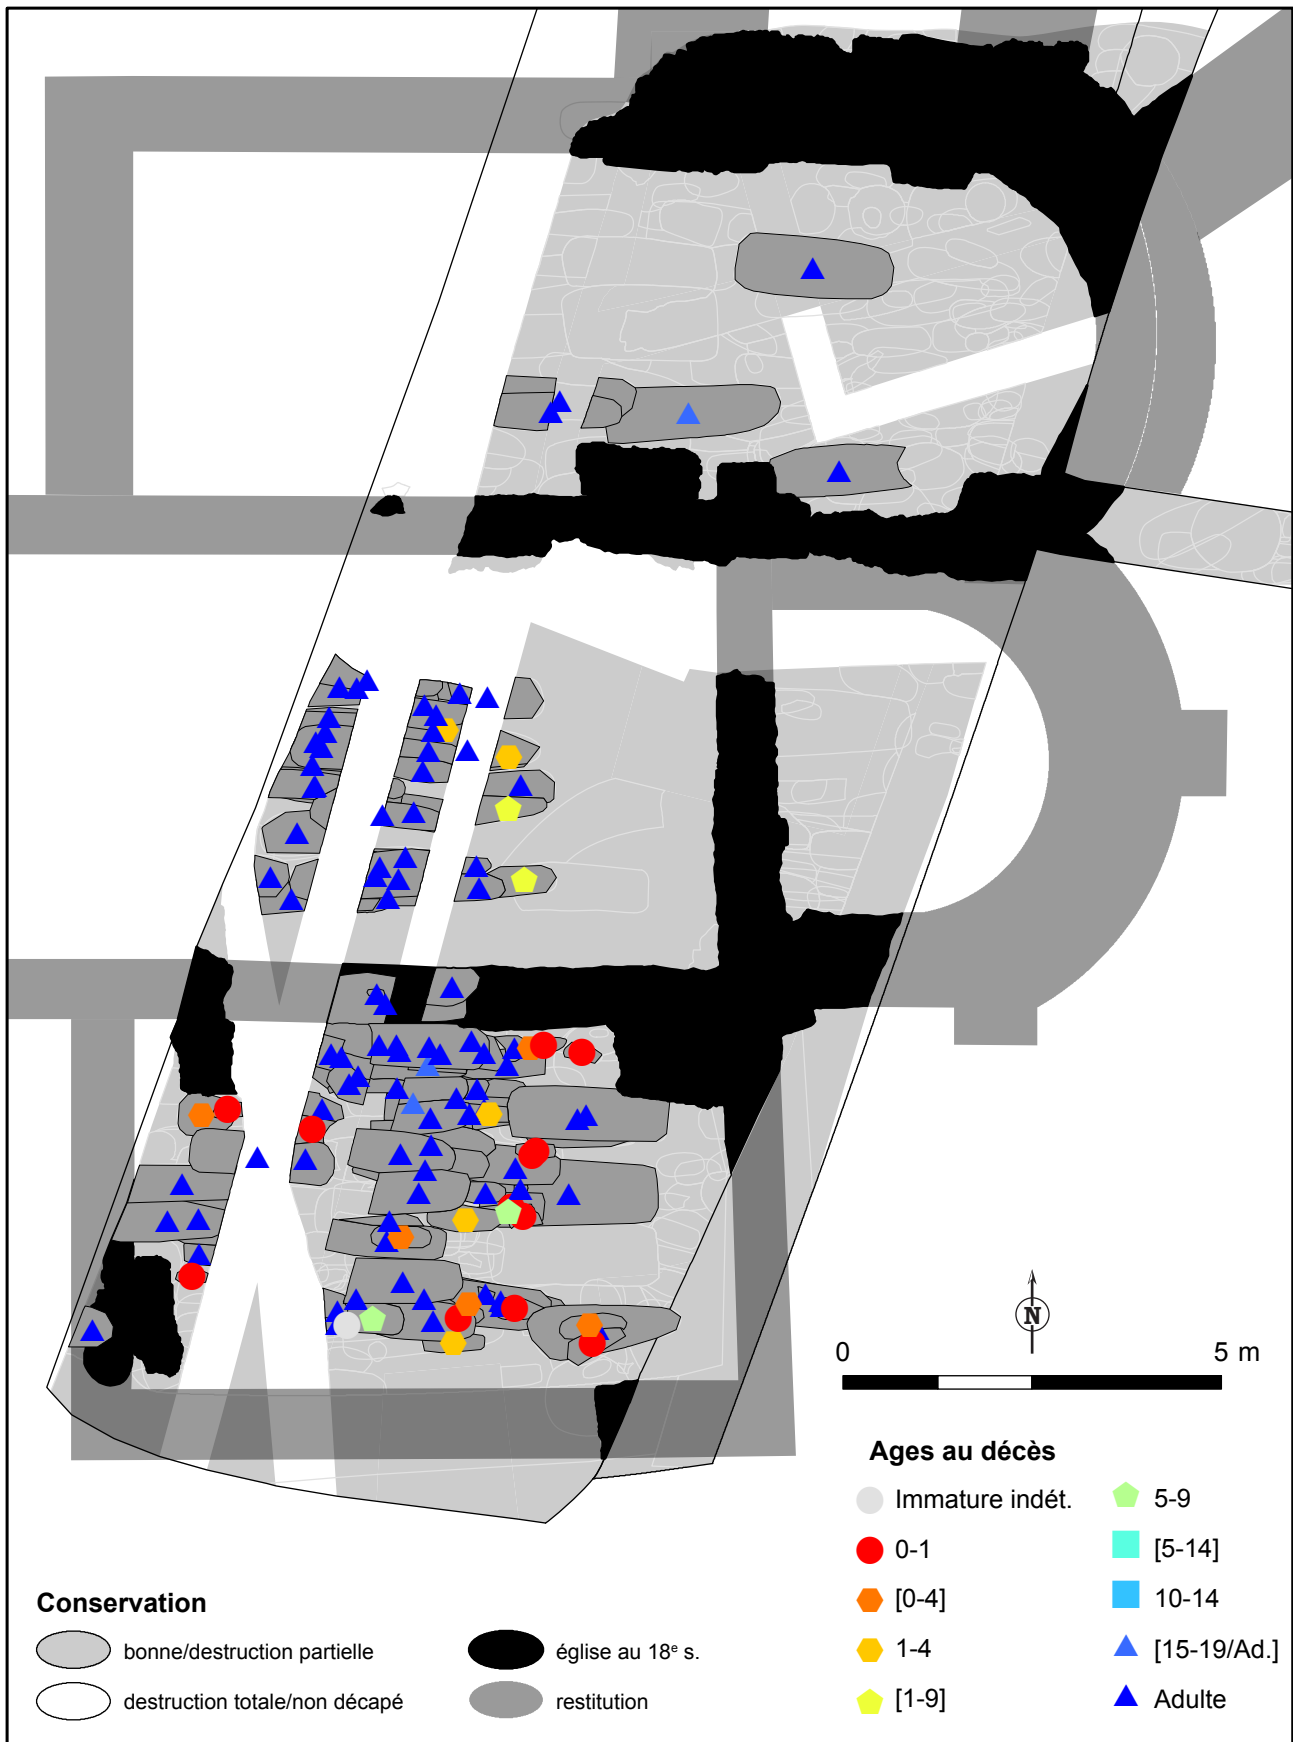 N
0
5 m
Ages au décès
Immature indét.
0-1
[0-4]
1-4
[1-9]
5-9
[5-14]
10-14
[15-19/Ad.]
Adulte
Conservation
bonne/destruction partielle
destruction totale/non décapé
église au 18ᵉ s.
restitution